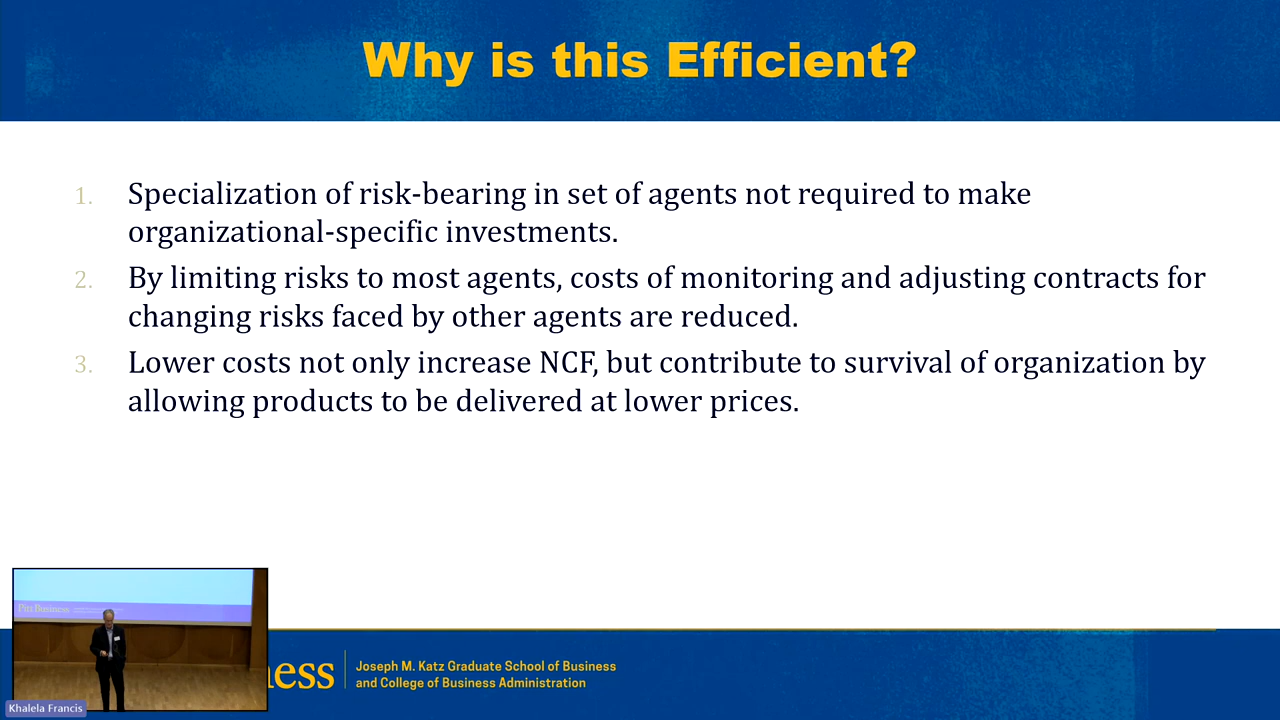 Why is this Efficient?
1. Specialization of risk-bearing in set of agents not required to make
organizational-specific investments.
2. By limiting risks to most agents, costs of monitoring and adjusting contracts for
changing risks faced by other agents are reduced.
3. Lower costs not only increase NCF, but contribute to survival of organization by
allowing products to be delivered at lower prices.
Pitt Business
Khalela Francis
ness
Joseph M. Katz Graduate School of Business
and College of Business Administration